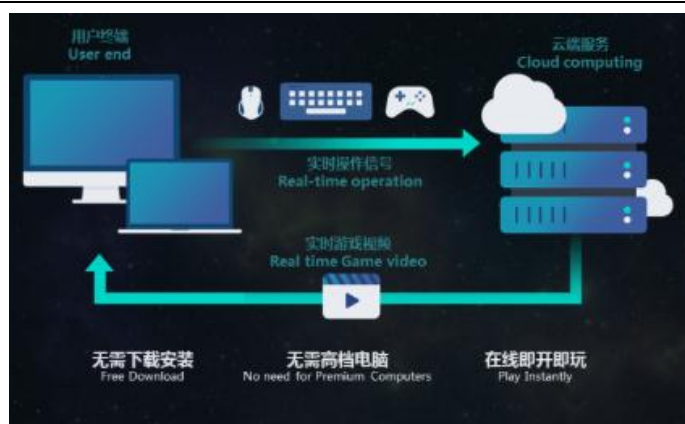 用户终端
User end
云端服务
Cloud computing
实时操作信号
Real-time operation
实时游戏视频
Real time Game video
无需下载安装
Free Download
无需高档电脑
No need for Premium Computers
在线即开即玩
Play Instantly